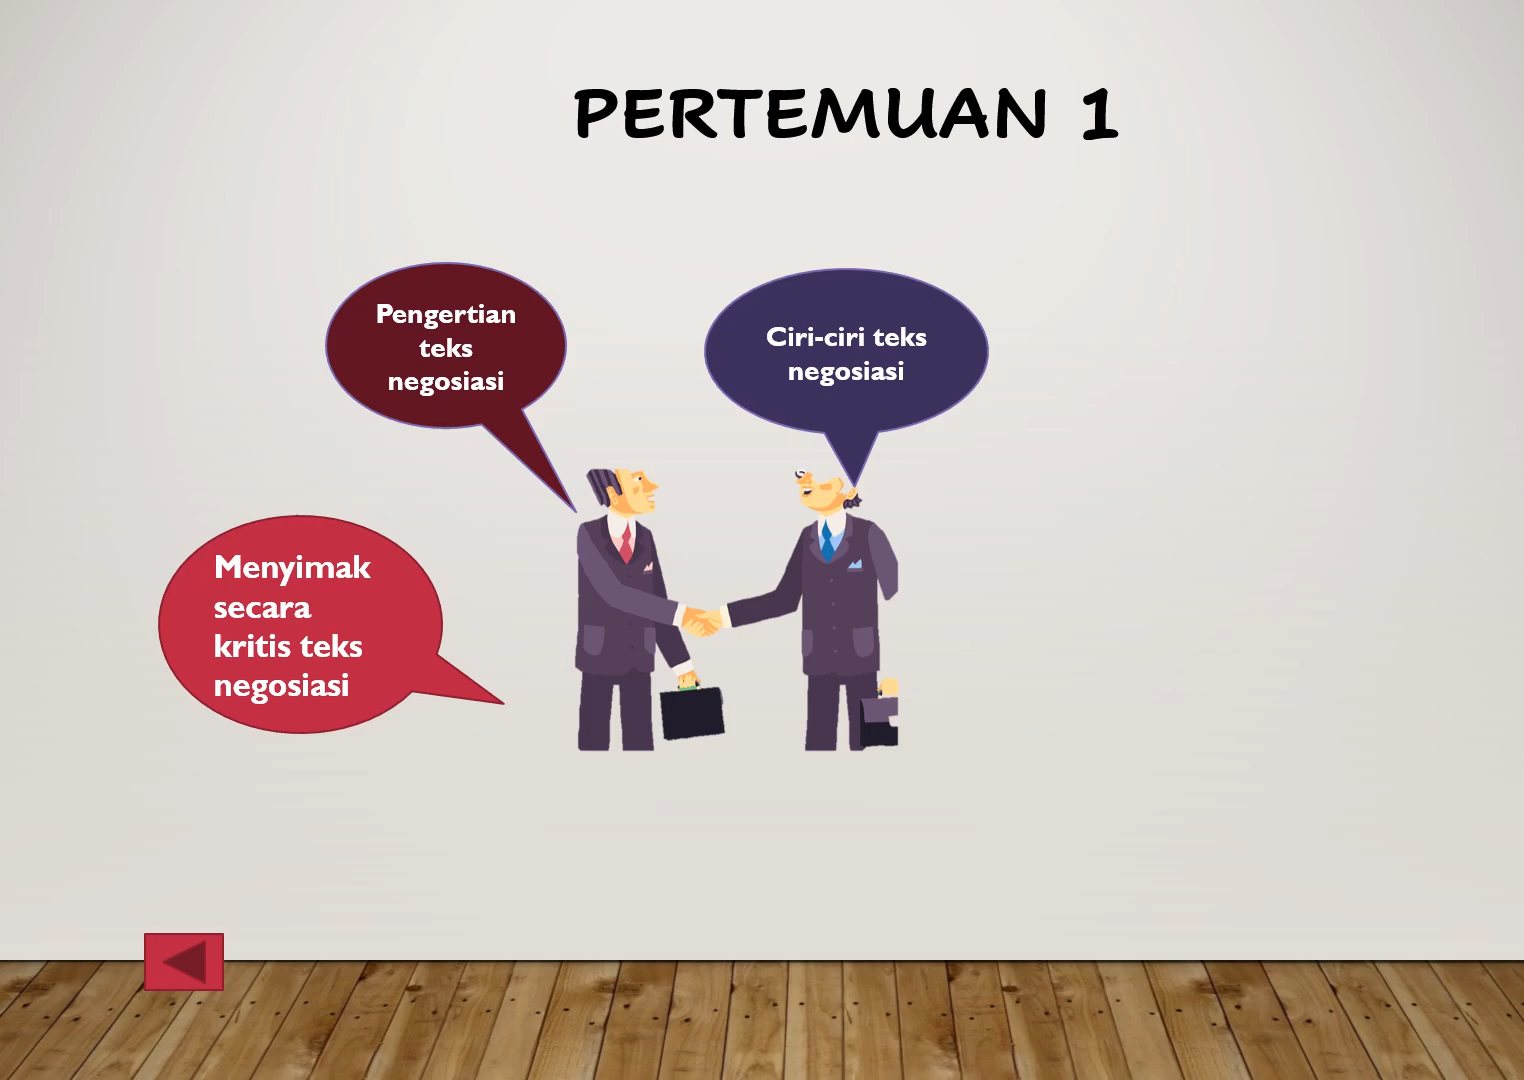 PERTEMUAN 1
Pengertian
teks
negosiasi
Ciri-ciri teks
negosiasi
Menyimak
secara
kritis teks
negosiasi